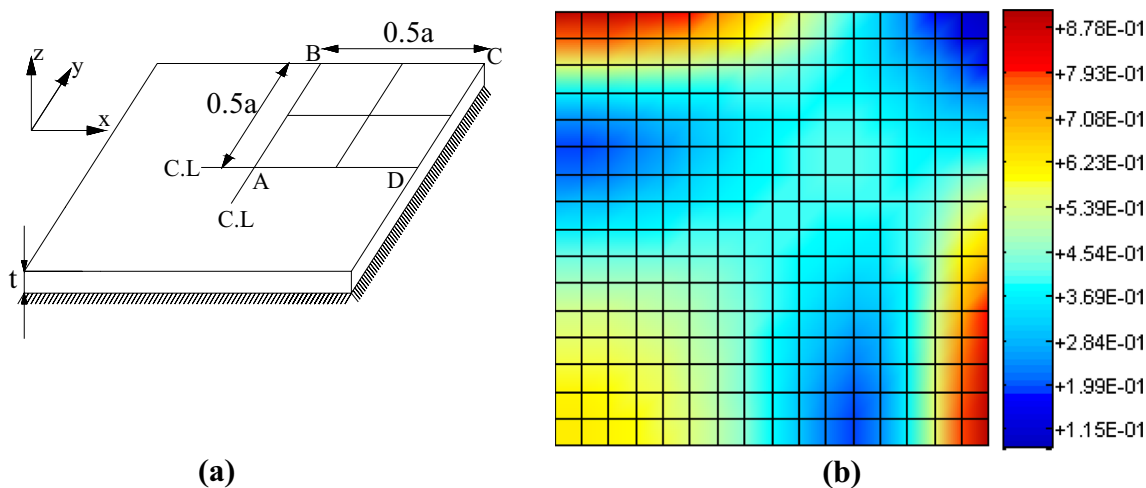 z
y
x
B
0.5a
C
0.5a
C.L
A
D
C.L
t
(a)
+8.78E-01
+7.93E-01
+7.08E-01
+6.23E-01
+5.39E-01
+4.54E-01
+3.69E-01
+2.84E-01
+1.99E-01
+1.15E-01
(b)